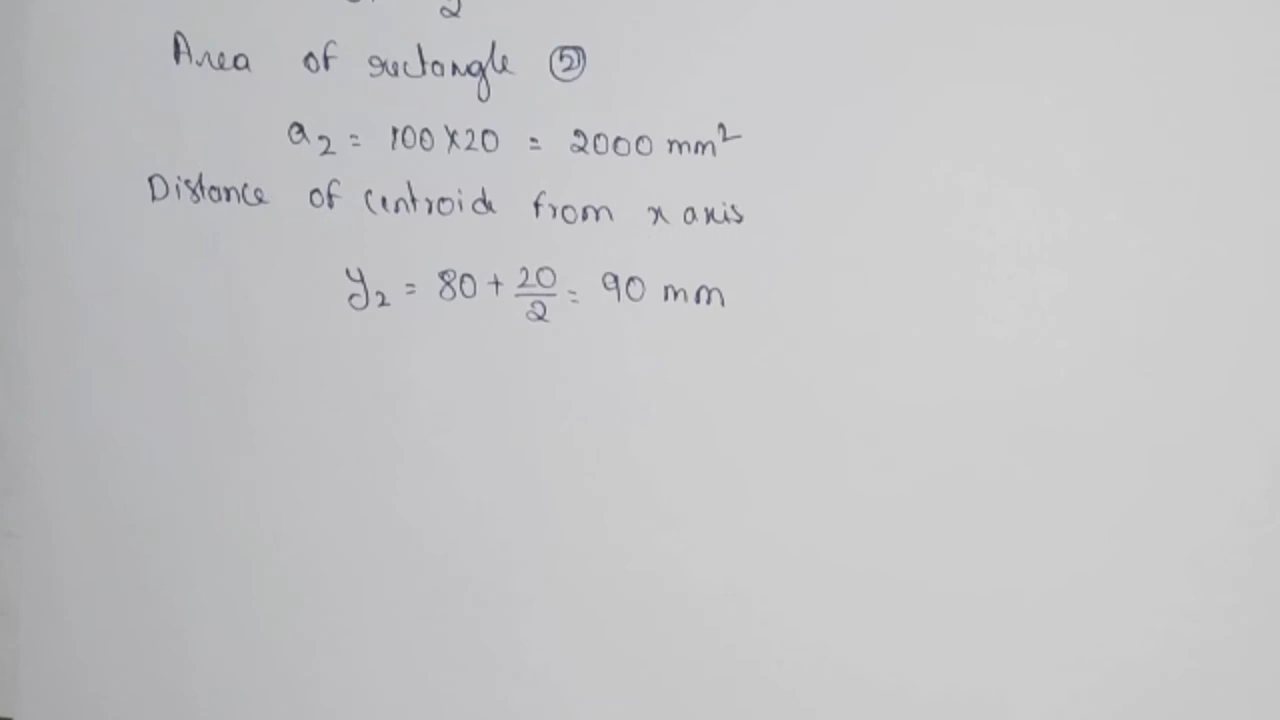 2
Area of rectangle ②
a₂ = 100 × 20 = 2000 mm²
Distance of Centroid from x axis
y₂ = 80 + 20/2 = 90 mm